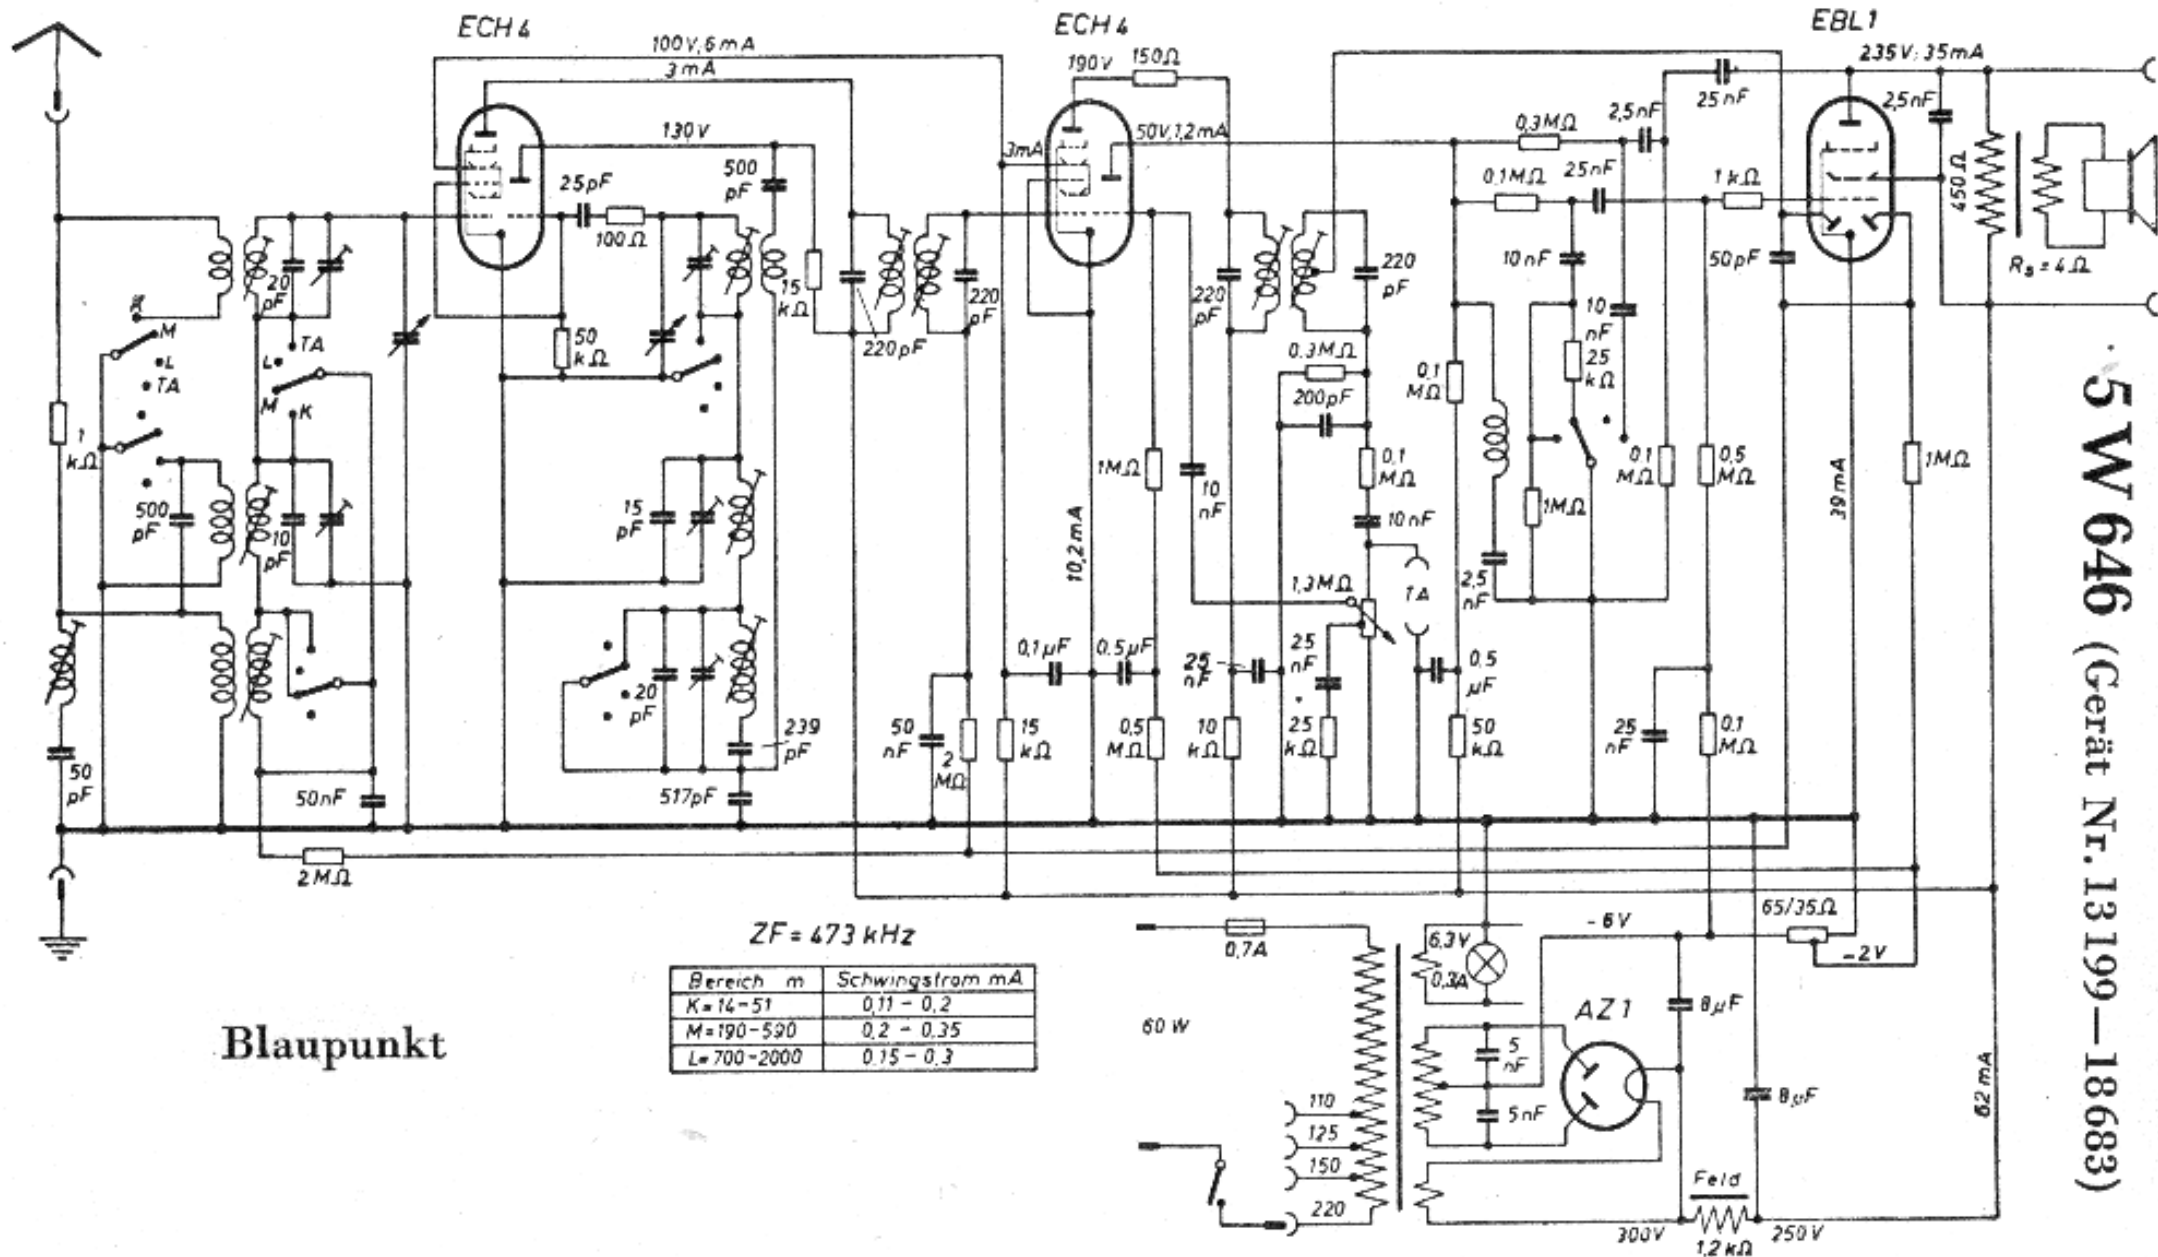 ECH4
ECH4
EBL1
100V, 6mA
3mA
130V
190V
150Ω
50V, 1,2mA
3mA
235V; 35mA
25nF
2,5nF
2,5nF
0,3MΩ
0,1MΩ
25nF
1kΩ
450Ω
Rs = 4Ω
25pF
100Ω
500
pF
15
kΩ
20
pF
50
kΩ
220pF
220
pF
220
pF
220
pF
10nF
10
nF
25
kΩ
50pF
K
M
L
TA
TA
L
M
K
1
kΩ
500
pF
10
pF
15
pF
0.3MΩ
200pF
0,1
MΩ
10nF
1MΩ
10
nF
0,1
MΩ
2,5
nF
1MΩ
0,1
MΩ
0,5
MΩ
1MΩ
39mA
10,2mA
1,3MΩ
TA
50
pF
50nF
20
pF
239
pF
517pF
50
nF
2
MΩ
0,1µF
0.5µF
15
kΩ
0,5
MΩ
25
nF
10
kΩ
25
nF
25
kΩ
0,5
µF
50
kΩ
25
nF
0,1
MΩ
2MΩ
ZF = 473 kHz
Bereich m Schwingstrom mA
K=14-51 0,11 - 0,2
M=190-590 0,2 - 0,35
L=700-2000 0,15 - 0,3
Blaupunkt
0,7A
60W
110
125
150
220
6,3V
0,3A
5
nF
5nF
AZ1
-6V
65/35Ω
-2V
8µF
8µF
62mA
Feld
300V
1,2kΩ
250V
5 W 646 (Gerät Nr. 13199—18683)